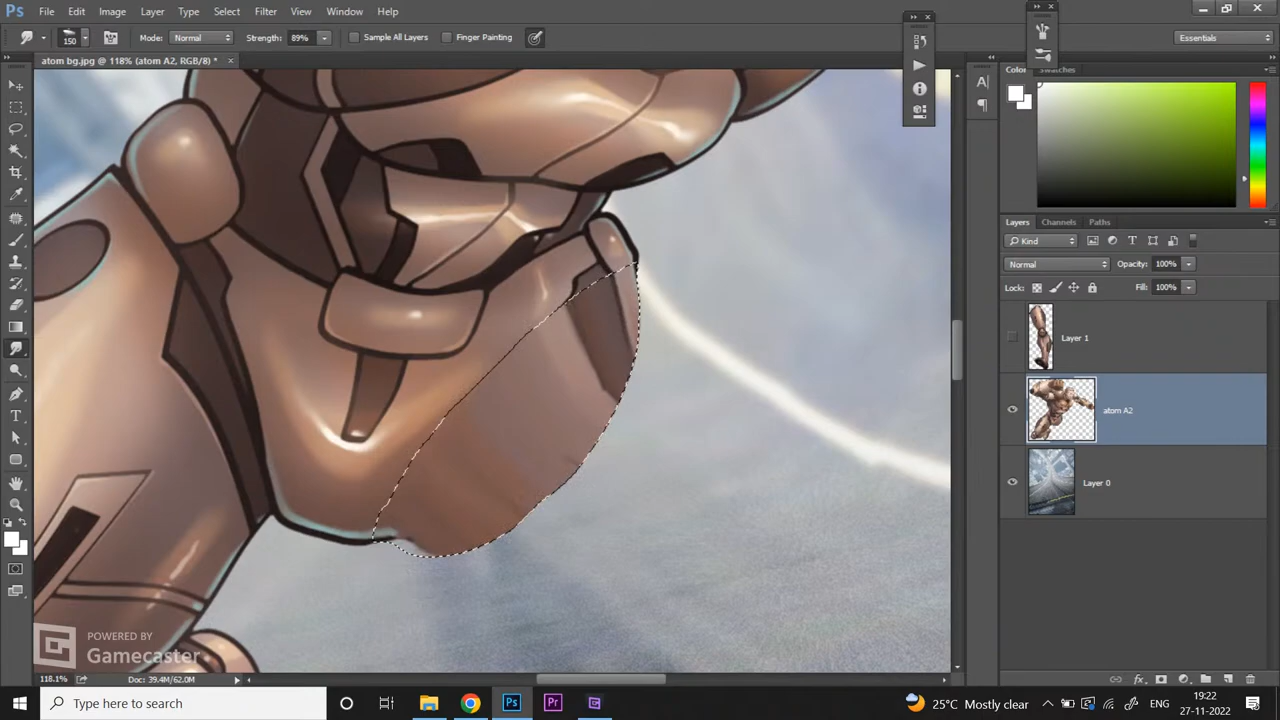 Ps File Edit Image Layer Type Select Filter View Window Help
150 Mode: Normal Strength: 89% Sample All Layers Finger Painting Essentials
atom bg.jpg @ 118% (atom A2, RGB/8) *
Color Swatches
Layers Channels Paths
Kind
Normal Opacity: 100%
Lock: Fill: 100%
Layer 1
atom A2
Layer 0
POWERED BY
Gamecaster
118.1% Doc: 39.4M/62.0M
Type here to search
25°C Mostly clear ENG 19:22
27-11-2022